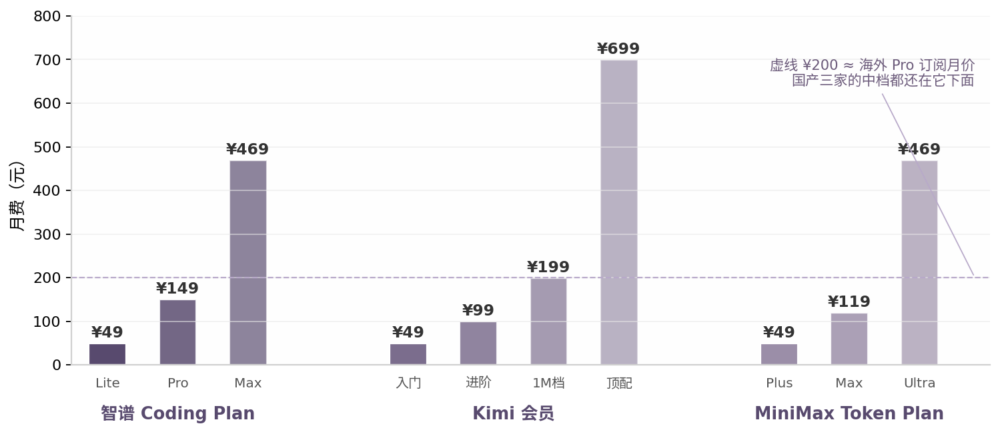 800
700
600
500
400
300
200
100
0
月费（元）
¥49
¥149
¥469
¥49
¥99
¥199
¥699
¥49
¥119
¥469
虚线 ¥200 ≈ 海外 Pro 订阅月价
国产三家的中档都还在它下面
Lite
Pro
Max
入门
进阶
1M档
顶配
Plus
Max
Ultra
智谱 Coding Plan
Kimi 会员
MiniMax Token Plan